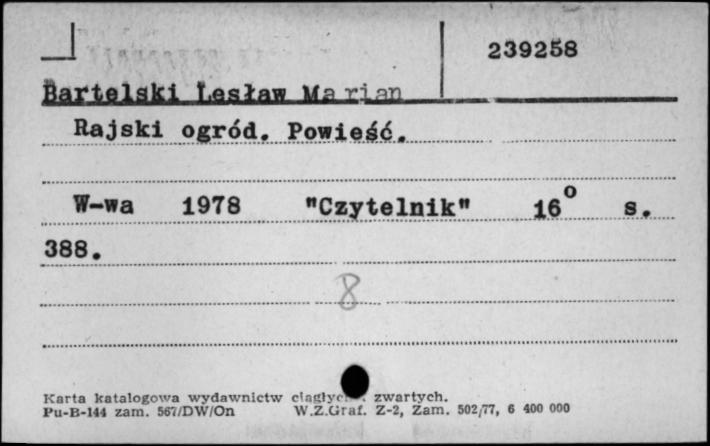 239258
Bartelski Lesław Marian
Rajski ogród. Powieść.
W-wa 1978 "Czytelnik" 16° s.
388.
8
Karta katalogowa wydawnictw zwartych.
Pu-B-144 zam. 567/DW/On W.Z.Graf. Z-2, Zam. 502/77, 6 400 000